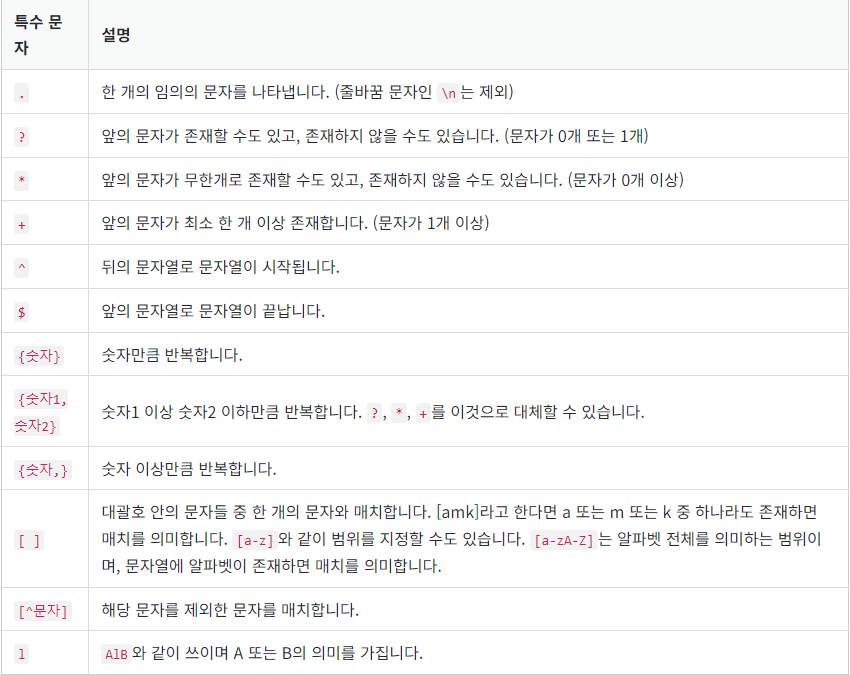 특수 문
자
설명
.
한 개의 임의의 문자를 나타냅니다. (줄바꿈 문자인 \n는 제외)
?
앞의 문자가 존재할 수도 있고, 존재하지 않을 수도 있습니다. (문자가 0개 또는 1개)
*
앞의 문자가 무한개로 존재할 수도 있고, 존재하지 않을 수도 있습니다. (문자가 0개 이상)
+
앞의 문자가 최소 한 개 이상 존재합니다. (문자가 1개 이상)
^
뒤의 문자열로 문자열이 시작됩니다.
$
앞의 문자열로 문자열이 끝납니다.
{숫자}
숫자만큼 반복합니다.
{숫자1,
숫자2}
숫자1 이상 숫자2 이하만큼 반복합니다. ?, *, +를 이것으로 대체할 수 있습니다.
{숫자,}
숫자 이상만큼 반복합니다.
[ ]
대괄호 안의 문자들 중 한 개의 문자와 매치합니다. [amk]라고 한다면 a 또는 m 또는 k 중 하나라도 존재하면
매치를 의미합니다. [a-z]와 같이 범위를 지정할 수도 있습니다. [a-zA-Z]는 알파벳 전체를 의미하는 범위이
며, 문자열에 알파벳이 존재하면 매치를 의미합니다.
[^문자]
해당 문자를 제외한 문자를 매치합니다.
l
AlB와 같이 쓰이며 A 또는 B의 의미를 가집니다.